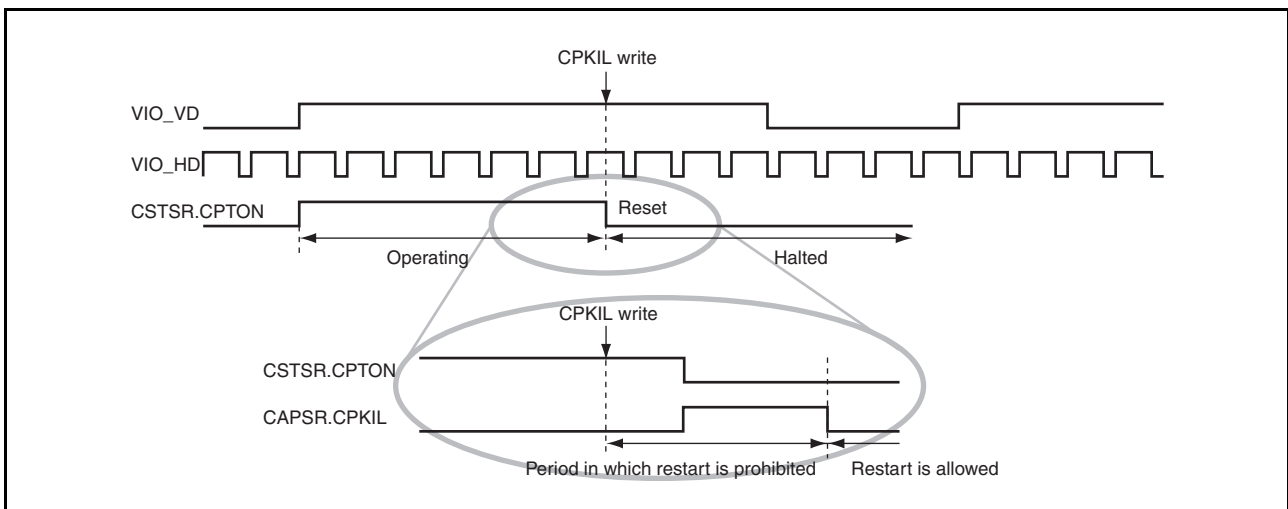 CPKIL write
VIO_VD
VIO_HD
CSTSR.CPTON
Reset
Operating
Halted
CPKIL write
CSTSR.CPTON
CAPSR.CPKIL
Period in which restart is prohibited
Restart is allowed